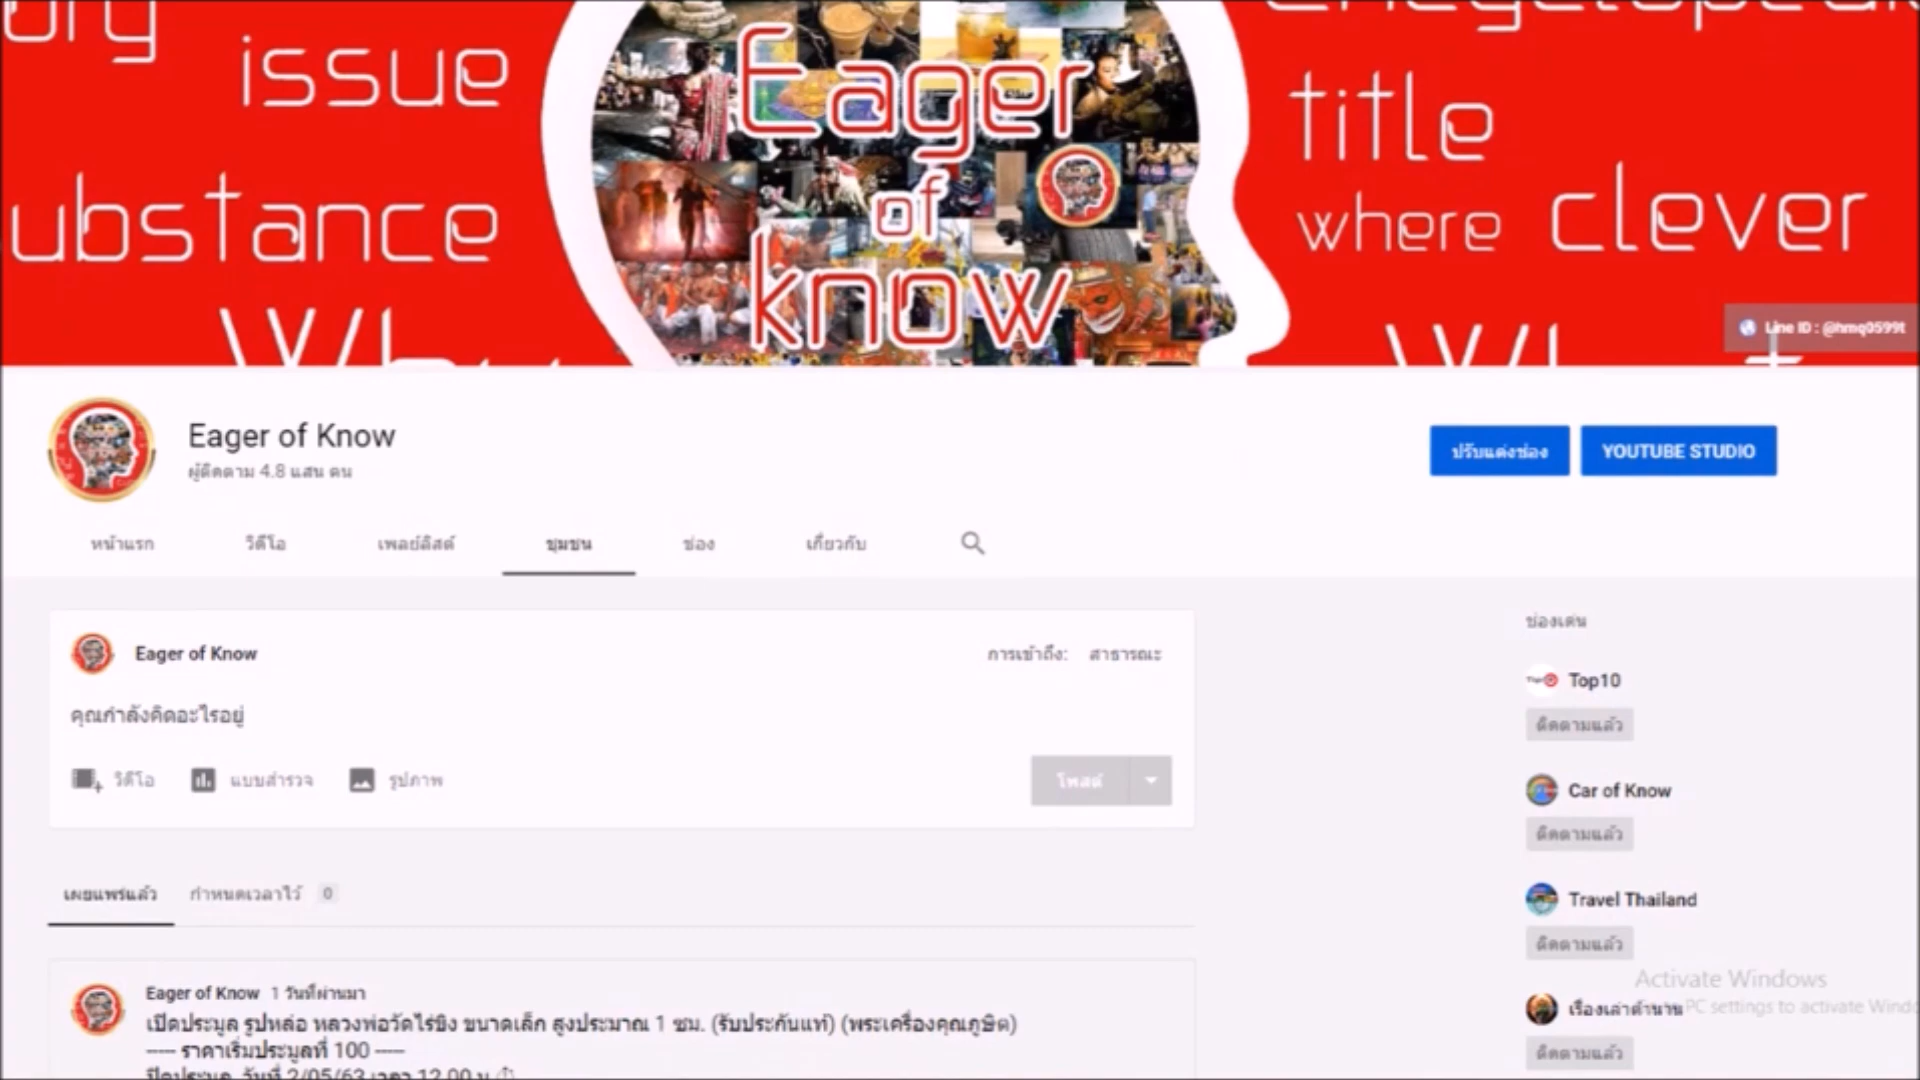 issue
title
substance
where clever
Eager
of
know
Line ID : @hmq0599t
Eager of Know
ผู้ติดตาม 4.8 แสน คน
ปรับแต่งช่อง
YOUTUBE STUDIO
หน้าแรก วิดีโอ เพลย์ลิสต์ ชุมชน ช่อง เกี่ยวกับ
Eager of Know
การเข้าถึง: สาธารณะ
คุณกำลังคิดอะไรอยู่
วิดีโอ แบบสำรวจ รูปภาพ
โพสต์
เผยแพร่แล้ว กำหนดเวลาไว้ 0
Eager of Know 1 วันที่ผ่านมา
เปิดประมูล รูปหล่อ หลวงพ่อวัดไร่ขิง ขนาดเล็ก สูงประมาณ 1 ซม. (รับประกันแท้) (พระเครื่องคุณภูษิต)
----- ราคาเริ่มประมูลที่ 100 -----
ปิดประมูล วันที่ 2/05/63 เวลา 12.00 น.
ช่องเด่น
Top10
ติดตามแล้ว
Car of Know
ติดตามแล้ว
Travel Thailand
ติดตามแล้ว
เรื่องเล่าตำนาน
ติดตามแล้ว
Activate Windows
PC settings to activate